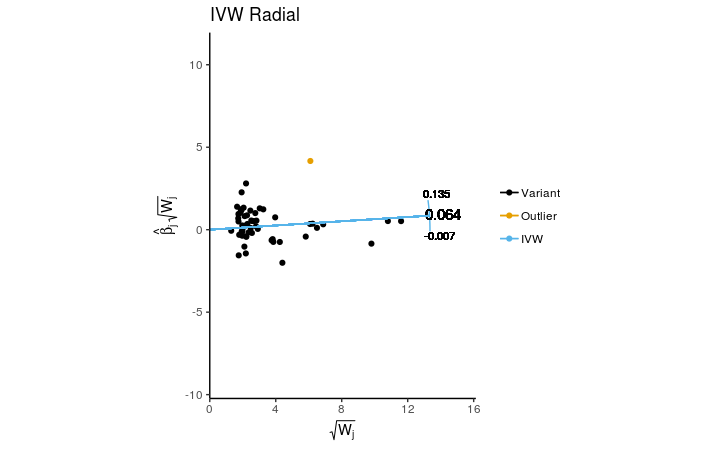 IVW Radial
10
5
0
-5
-10
β̂j√Wj
0.135
0.064
-0.007
Variant
Outlier
IVW
0 4 8 12 16
√Wj